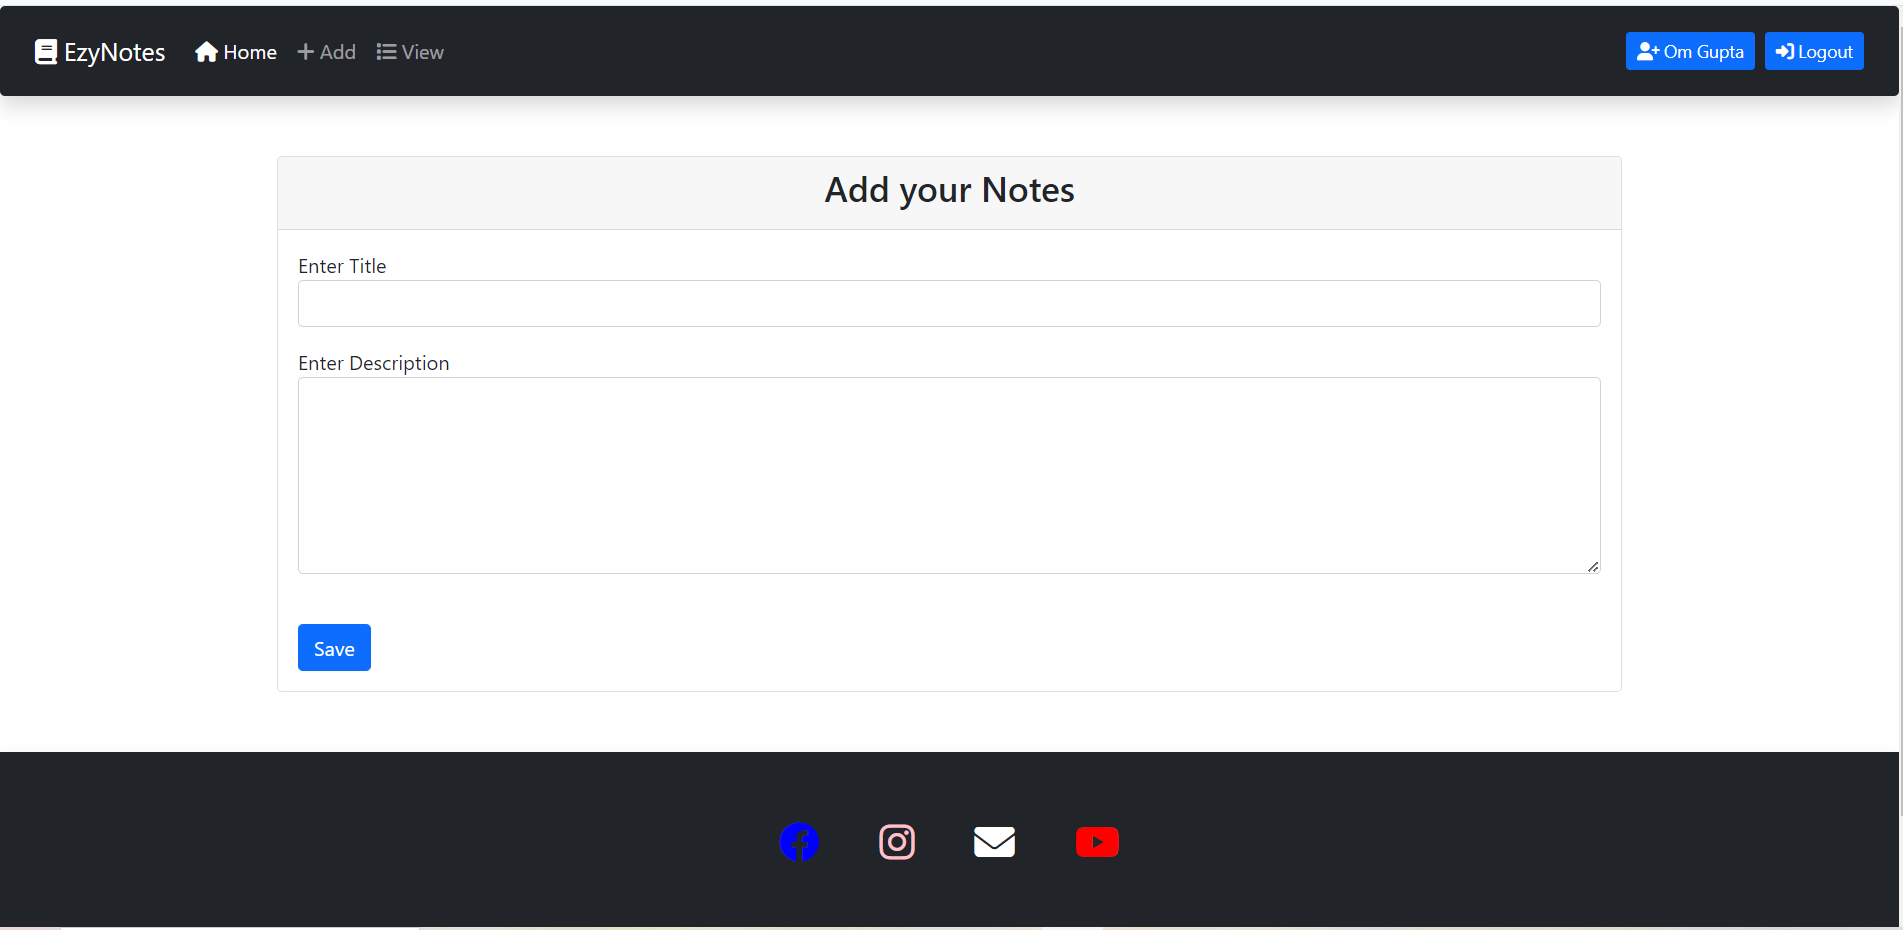 EzyNotes Home Add View Om Gupta Logout
Add your Notes
Enter Title
Enter Description
Save